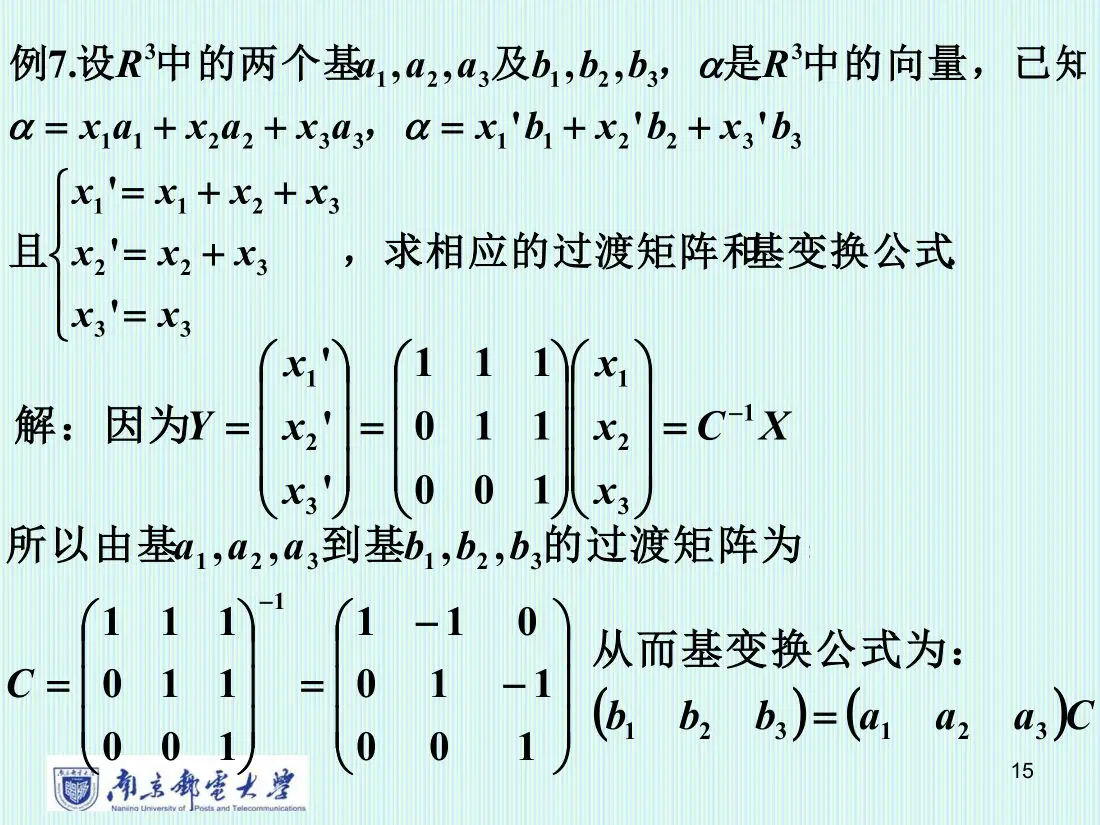 例7.设R³中的两个基a₁,a₂,a₃及b₁,b₂,b₃，α是R³中的向量，已知
α = x₁a₁ + x₂a₂ + x₃a₃，α = x₁'b₁ + x₂'b₂ + x₃'b₃
x₁' = x₁ + x₂ + x₃
且 { x₂' = x₂ + x₃ ，求相应的过渡矩阵和基变换公式.
x₃' = x₃
x₁' 1 1 1 x₁
解：因为Y = ( x₂' ) = ( 0 1 1 ) ( x₂ ) = C⁻¹X
x₃' 0 0 1 x₃
所以由基a₁,a₂,a₃到基b₁,b₂,b₃的过渡矩阵为:
1 1 1 ⁻¹ 1 −1 0
C = ( 0 1 1 ) = ( 0 1 −1 )
0 0 1 0 0 1
从而基变换公式为：
(b₁ b₂ b₃) = (a₁ a₂ a₃)C
南京邮电大学
Nanjing University of Posts and Telecommunications
15